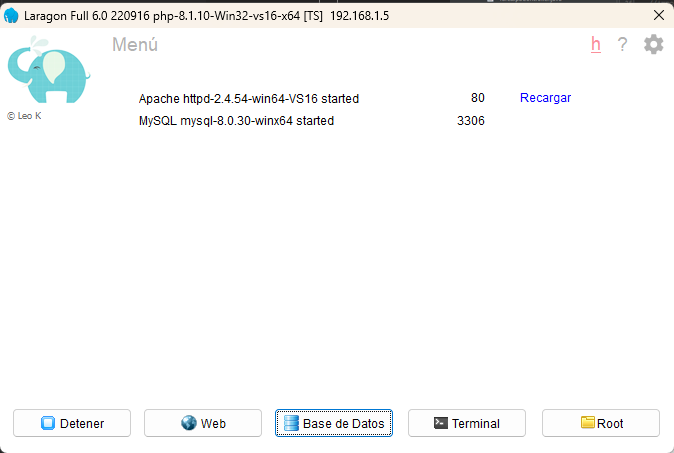 Laragon Full 6.0 220916 php-8.1.10-Win32-vs16-x64 [TS] 192.168.1.5
Menú
h ?
© Leo K
Apache httpd-2.4.54-win64-VS16 started 80 Recargar
MySQL mysql-8.0.30-winx64 started 3306
Detener Web Base de Datos Terminal Root